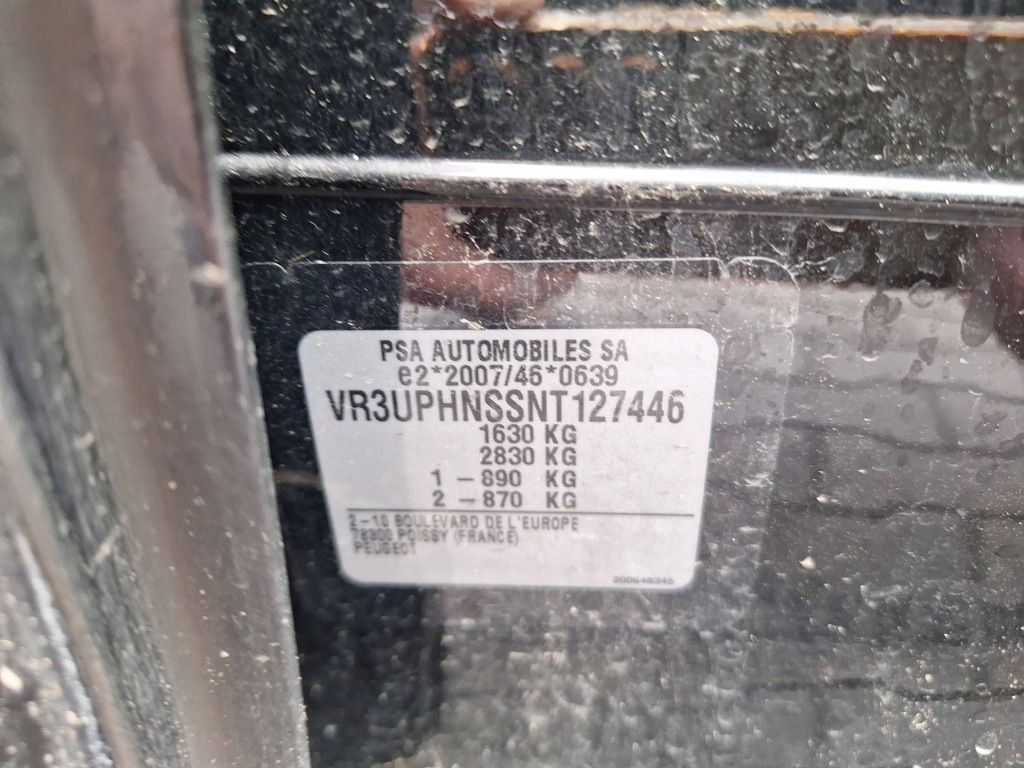 PSA AUTOMOBILES SA
e2*2007/46*0639
VR3UPHNSSNT127446
1630 KG
2830 KG
1 - 890 KG
2 - 870 KG
2-10 BOULEVARD DE L'EUROPE
78300 POISSY (FRANCE)
PEUGEOT
200648345